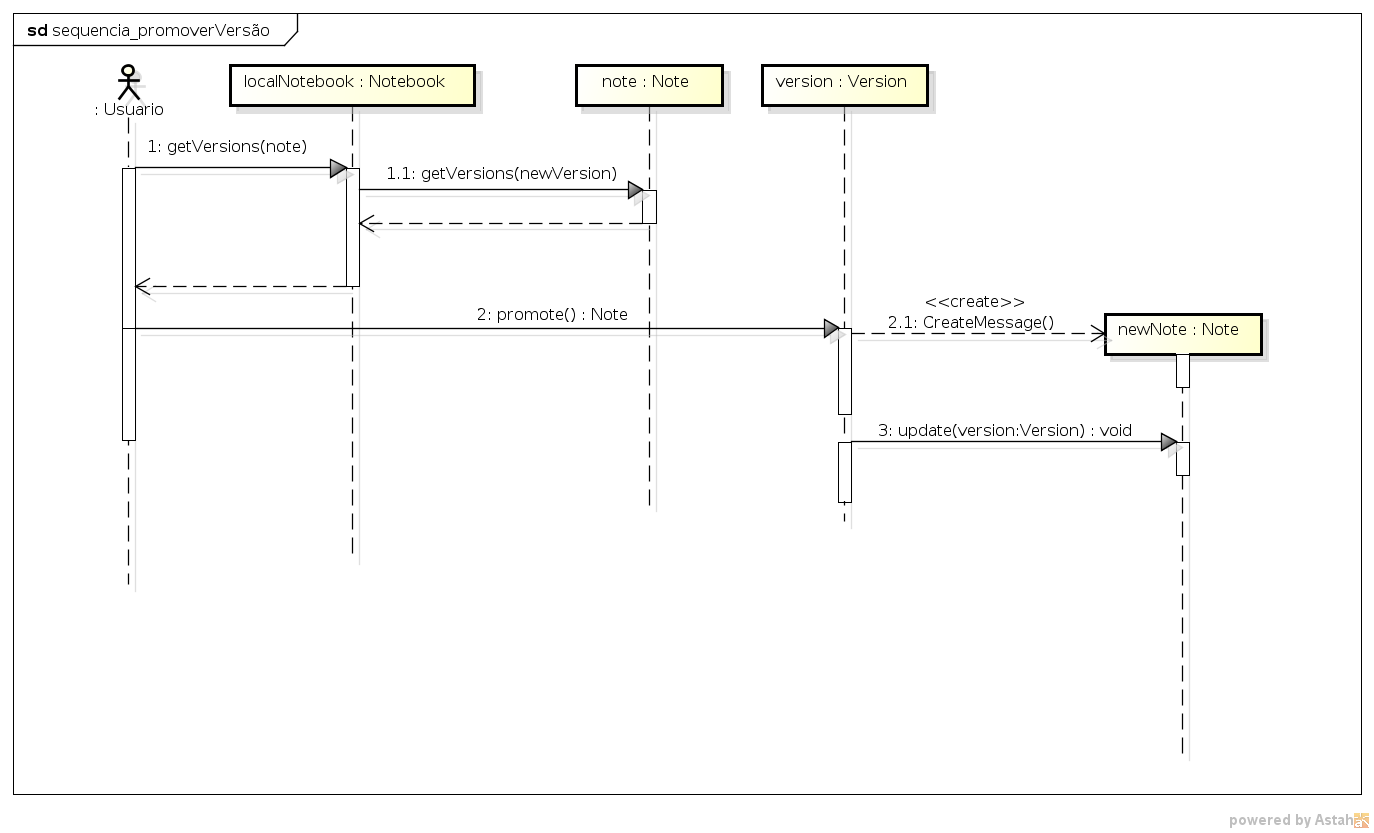 sd sequencia_promoverVersão
: Usuario
localNotebook : Notebook
note : Note
version : Version
1: getVersions(note)
1.1: getVersions(newVersion)
2: promote() : Note
<<create>>
2.1: CreateMessage()
newNote : Note
3: update(version:Version) : void
powered by Astah